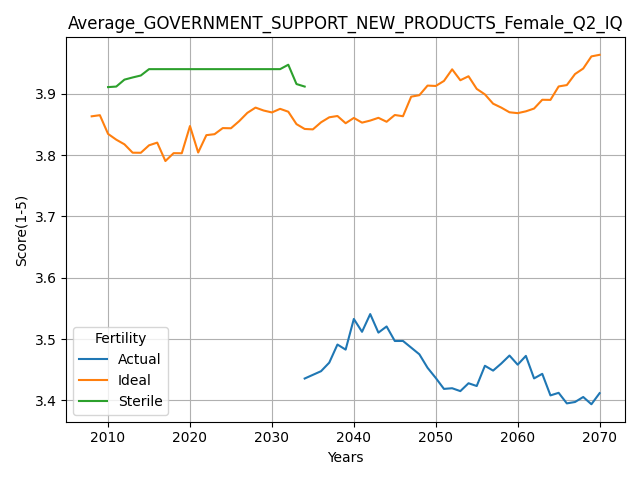 Average_GOVERNMENT_SUPPORT_NEW_PRODUCTS_Female_Q2_IQ
Score(1-5)
3.9
3.8
3.7
3.6
3.5
3.4
Fertility
Actual
Ideal
Sterile
2010 2020 2030 2040 2050 2060 2070
Years